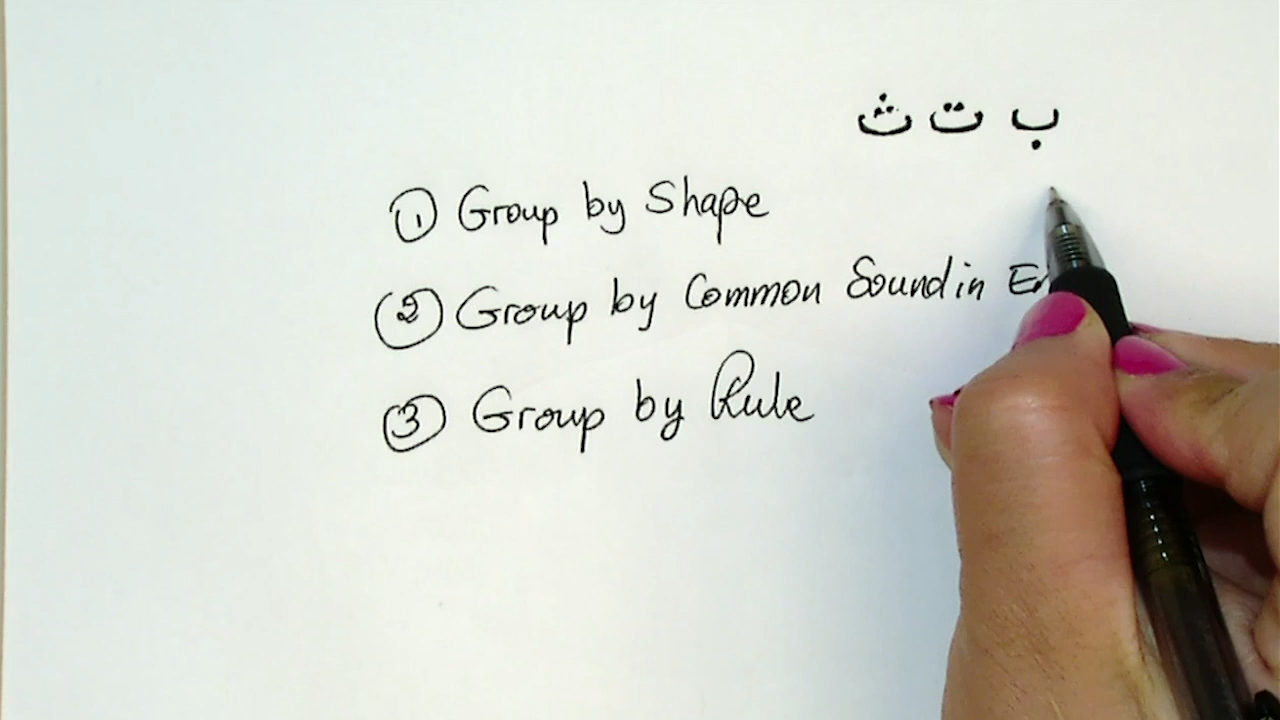 ب ت ث
① Group by Shape
② Group by Common Sound in
③ Group by Rule